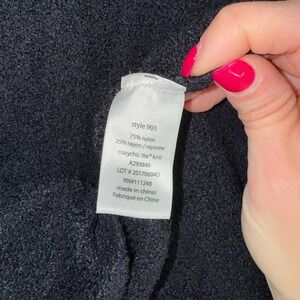 style 903
75% nylon
25% rayon / rayonne
cozychic lite® knit
A293849
LOT # 20170604D
RN#111248
made in china/
Fabriqué en Chine